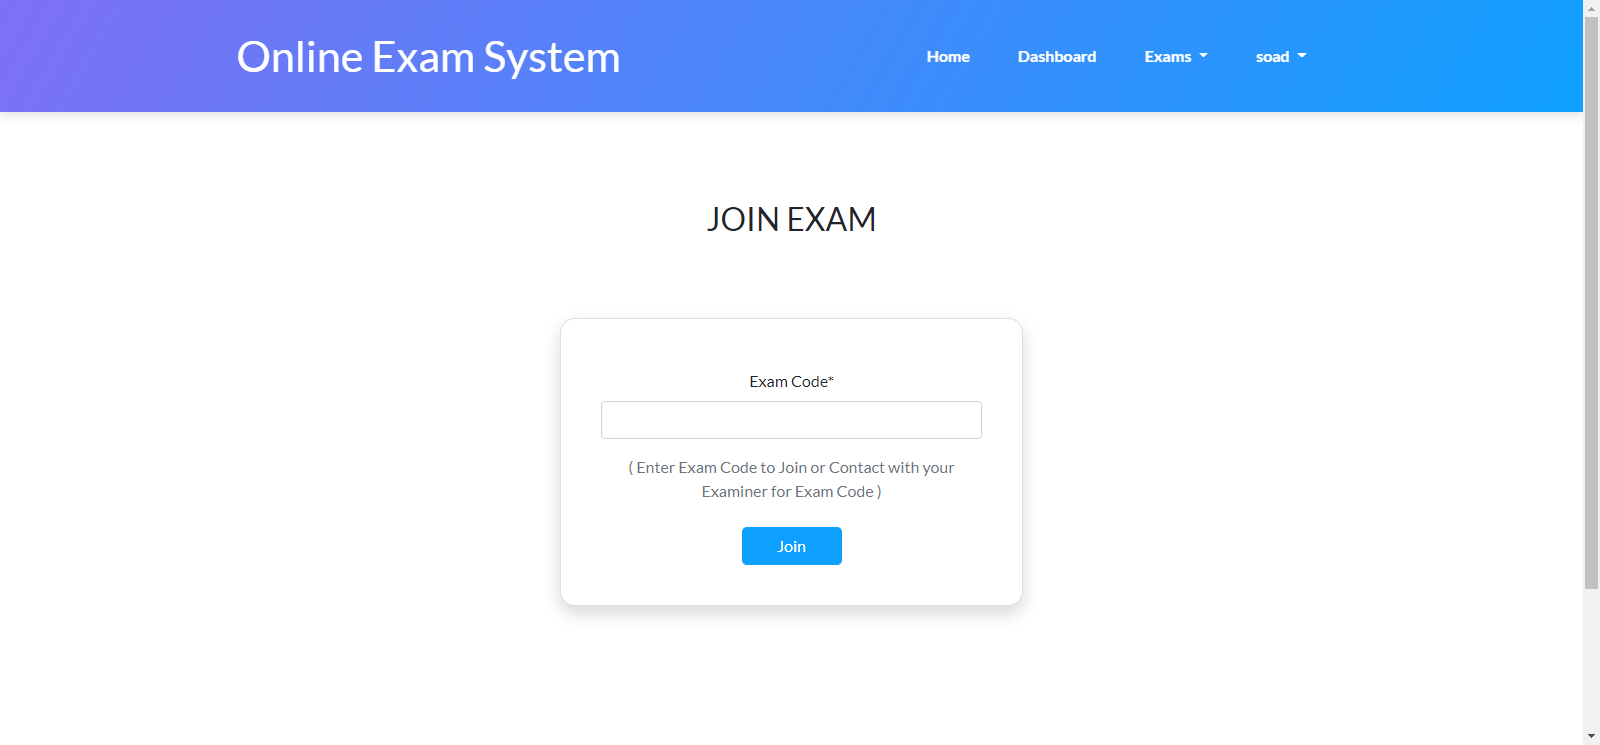 Online Exam System
Home Dashboard Exams soad
JOIN EXAM
Exam Code*
( Enter Exam Code to Join or Contact with your
Examiner for Exam Code )
Join